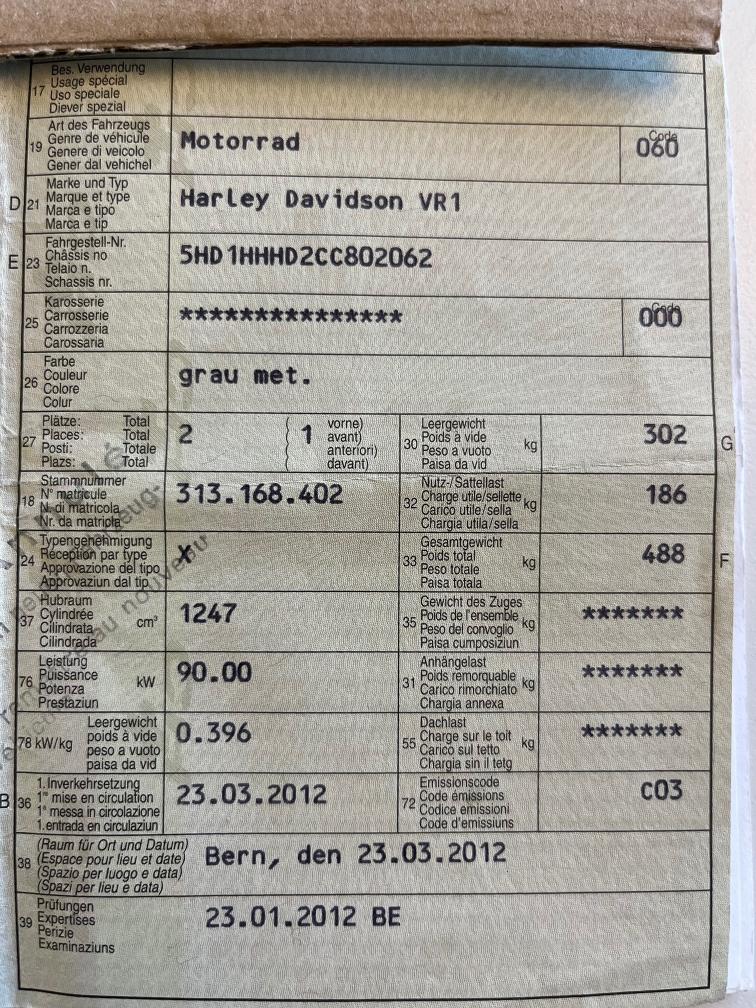 17 Bes. Verwendung
Usage spécial
Uso speciale
Diever spezial
19 Art des Fahrzeugs
Genre de véhicule
Genere di veicolo
Gener dal vehichel
Motorrad
Code
060
D 21 Marke und Typ
Marque et type
Marca e tipo
Marca e tip
Harley Davidson VR1
E 23 Fahrgestell-Nr.
Châssis no
Telaio n.
Schassis nr.
5HD1HHHD2CC802062
25 Karosserie
Carrosserie
Carrozzeria
Carossaria
***************
Code
000
26 Farbe
Couleur
Colore
Colur
grau met.
27 Plätze: Total
Places: Total
Posti: Totale
Plazs: Total
2
( 1 vorne)
avant)
anteriori)
davant)
30 Leergewicht
Poids à vide
Peso a vuoto
Paisa da vid
kg
302
G
18 Stammnummer
N° matricule
N. di matricola
Nr. da matricla
313.168.402
32 Nutz-/Sattellast
Charge utile/sellette
Carico utile/sella
Chargia utila/sella
kg
186
24 Typengenehmigung
Réception par type
Approvazione del tipo
Approvaziun dal tip
X
33 Gesamtgewicht
Poids total
Peso totale
Paisa totala
kg
488
F
37 Hubraum
Cylindrée
Cilindrata
Cilindrada
cm³
1247
35 Gewicht des Zuges
Poids de l'ensemble
Peso del convoglio
Paisa cumposiziun
kg
*******
76 Leistung
Puissance
Potenza
Prestaziun
kW
90.00
31 Anhängelast
Poids remorquable
Carico rimorchiato
Chargia annexa
kg
*******
78 kW/kg Leergewicht
poids à vide
peso a vuoto
paisa da vid
0.396
55 Dachlast
Charge sur le toit
Carico sul tetto
Chargia sin il tetg
kg
*******
B 36 1. Inverkehrsetzung
1re mise en circulation
1a messa in circolazione
1. entrada en circulaziun
23.03.2012
72 Emissionscode
Code émissions
Codice emissioni
Code d'emissiuns
C03
38 (Raum für Ort und Datum)
(Espace pour lieu et date)
(Spazio per luogo e data)
(Spazi per lieu e data)
Bern, den 23.03.2012
39 Prüfungen
Expertises
Perizie
Examinaziuns
23.01.2012 BE